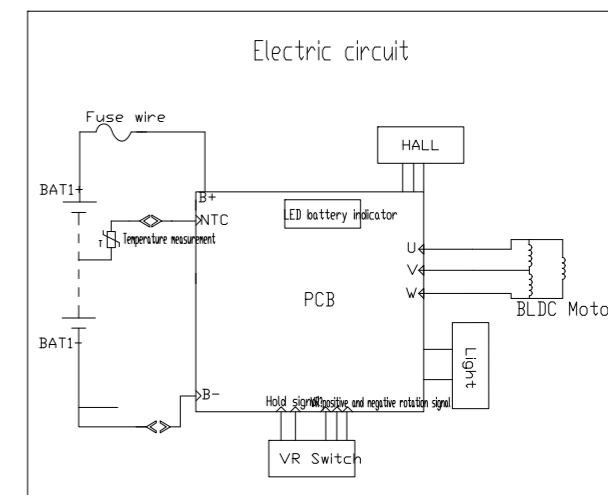 Electric circuit
Fuse wire
HALL
BAT1+
B+
LED battery indicator
NTC
T
Temperature measurement
U
V
W
PCB
BLDC Moto
BAT1-
Light
B-
Hold signal
positive and negative rotation signal
VR Switch